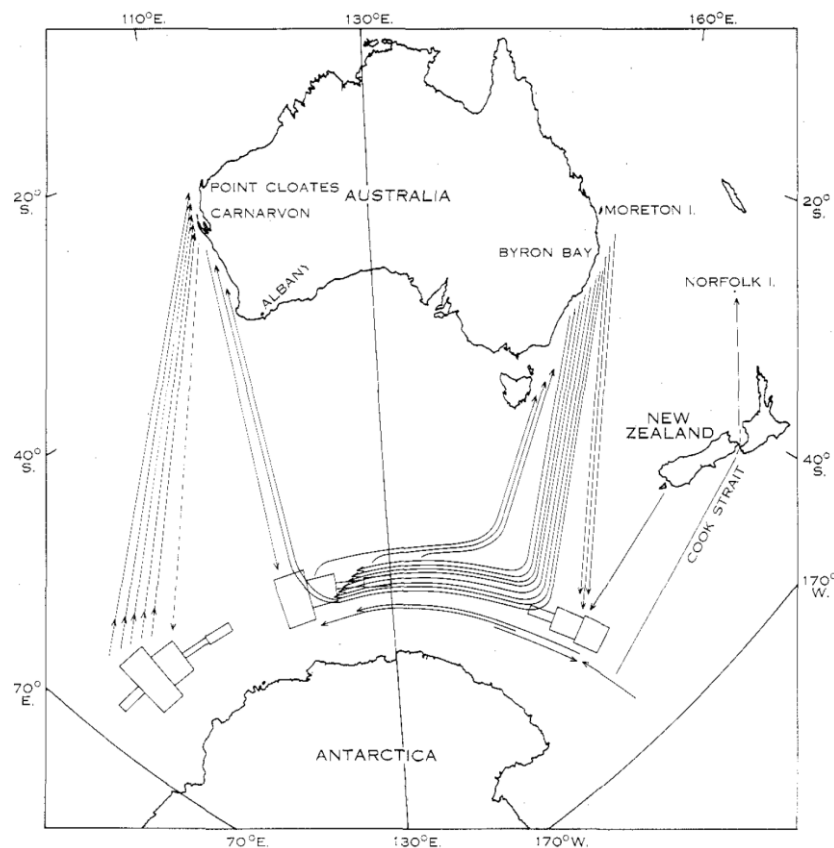 110°E.
130°E.
160°E.
20°
S.
POINT CLOATES
CARNARVON
AUSTRALIA
MORETON I.
20°
S.
BYRON BAY
ALBANY
NORFOLK I.
NEW
ZEALAND
40°
S.
40°
S.
COOK STRAIT
170°
W.
70°
E.
ANTARCTICA
70°E.
130°E.
170°W.